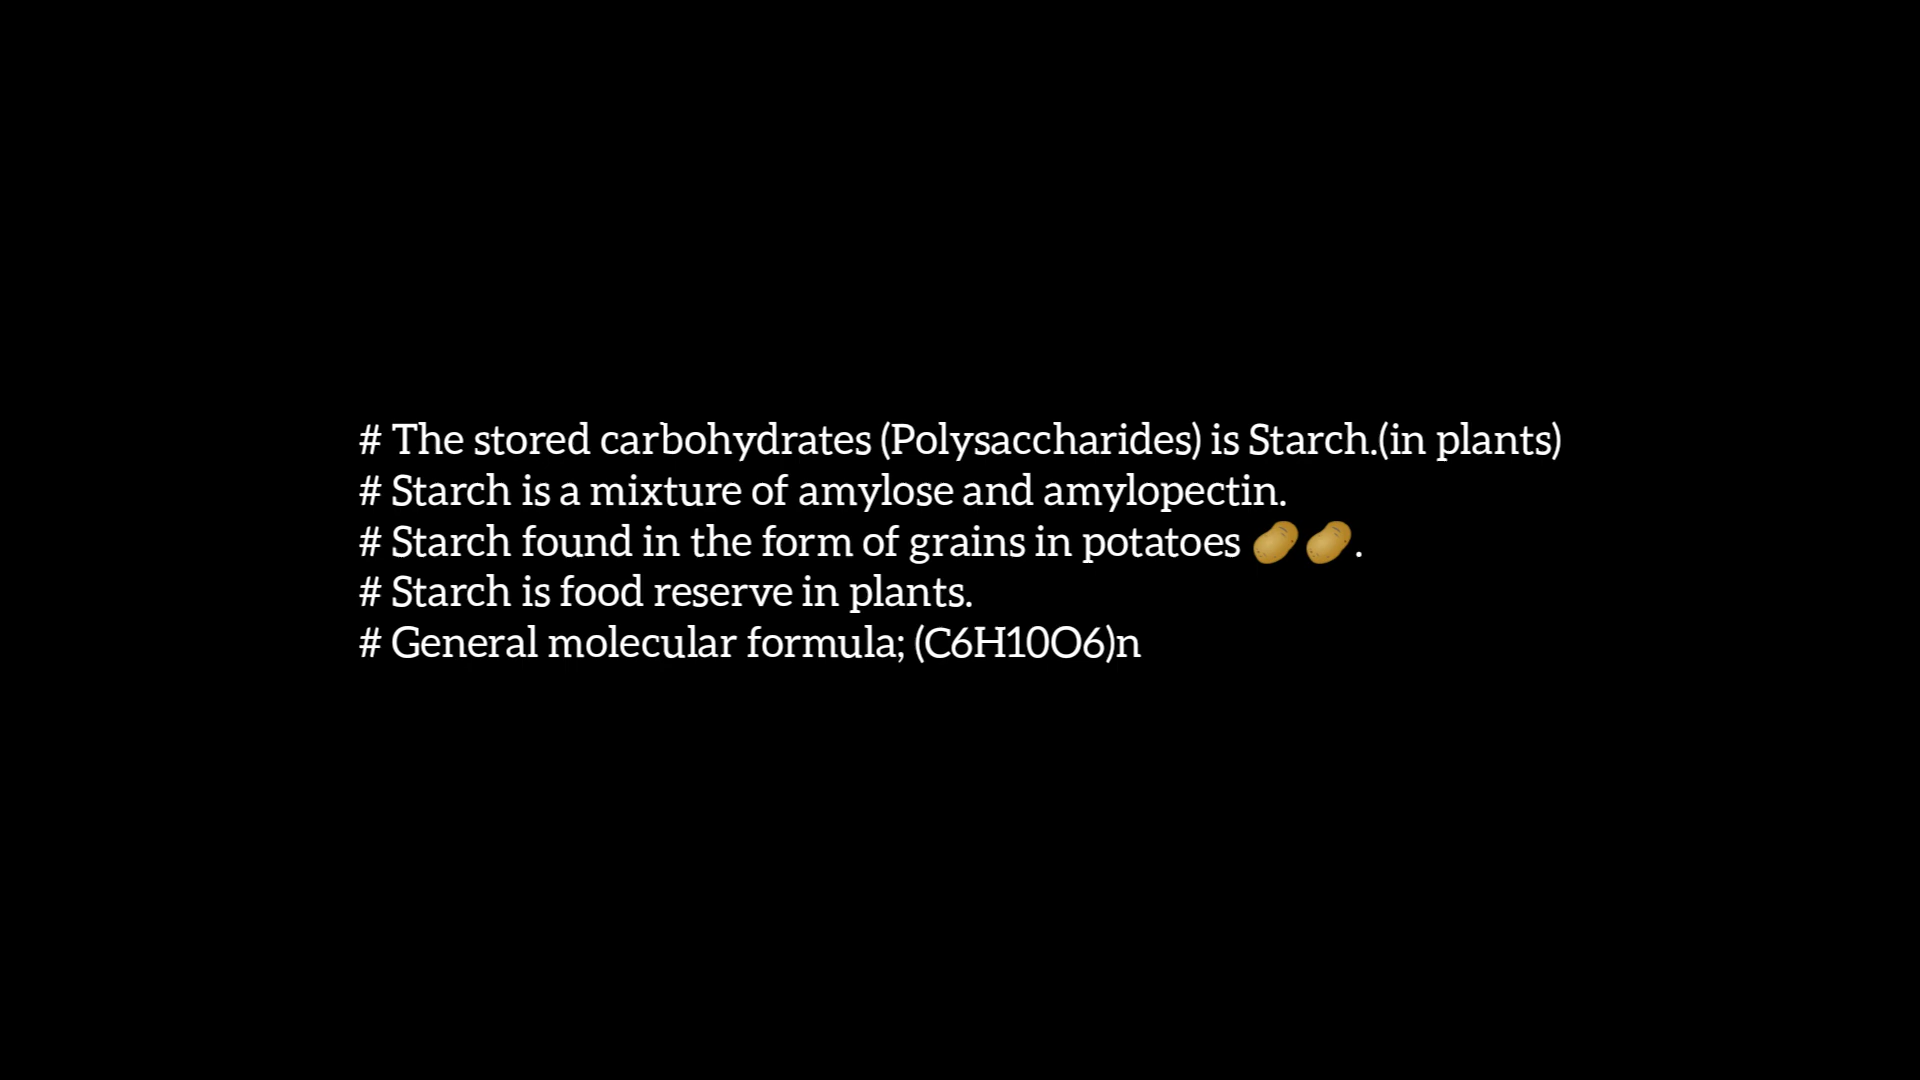 # The stored carbohydrates (Polysaccharides) is Starch.(in plants)
# Starch is a mixture of amylose and amylopectin.
# Starch found in the form of grains in potatoes 🥔🥔.
# Starch is food reserve in plants.
# General molecular formula; (C6H10O6)n